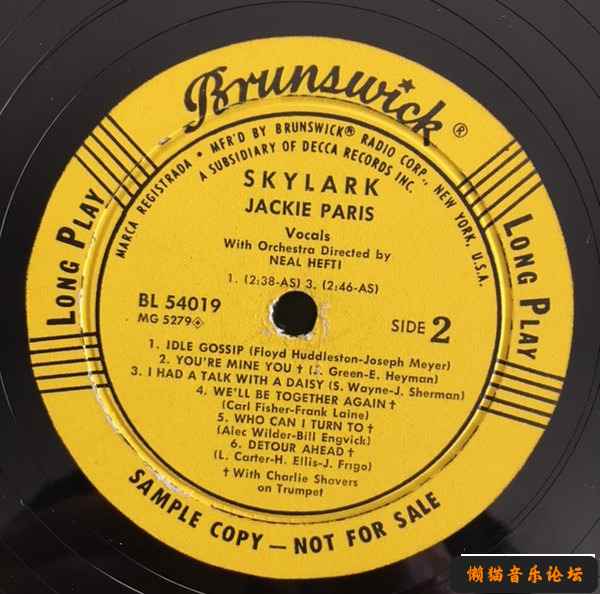 Brunswick®
MARCA REGISTRADA • MFR'D BY BRUNSWICK® RADIO CORP., NEW YORK, U.S.A.
A SUBSIDIARY OF DECCA RECORDS INC.
LONG PLAY
LONG PLAY
SKYLARK
JACKIE PARIS
Vocals
With Orchestra Directed by
NEAL HEFTI
1. (2:38-AS) 3. (2:46-AS)
BL 54019
MG 5279
SIDE 2
1. IDLE GOSSIP (Floyd Huddleston-Joseph Meyer)
2. YOU'RE MINE YOU † (J. Green-E. Heyman)
3. I HAD A TALK WITH A DAISY (S. Wayne-J. Sherman)
4. WE'LL BE TOGETHER AGAIN †
(Carl Fisher-Frank Laine)
5. WHO CAN I TURN TO †
(Alec Wilder-Bill Engvick)
6. DETOUR AHEAD †
(L. Carter-H. Ellis-J. Frigo)
† With Charlie Shavers
on Trumpet
SAMPLE COPY — NOT FOR SALE
懒猫音乐论坛